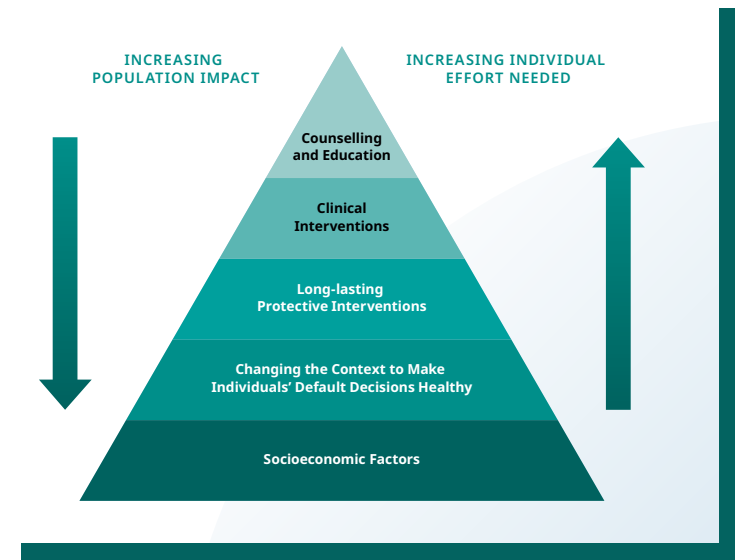 INCREASING
POPULATION IMPACT
INCREASING INDIVIDUAL
EFFORT NEEDED
Counselling
and Education
Clinical
Interventions
Long-lasting
Protective Interventions
Changing the Context to Make
Individuals’ Default Decisions Healthy
Socioeconomic Factors